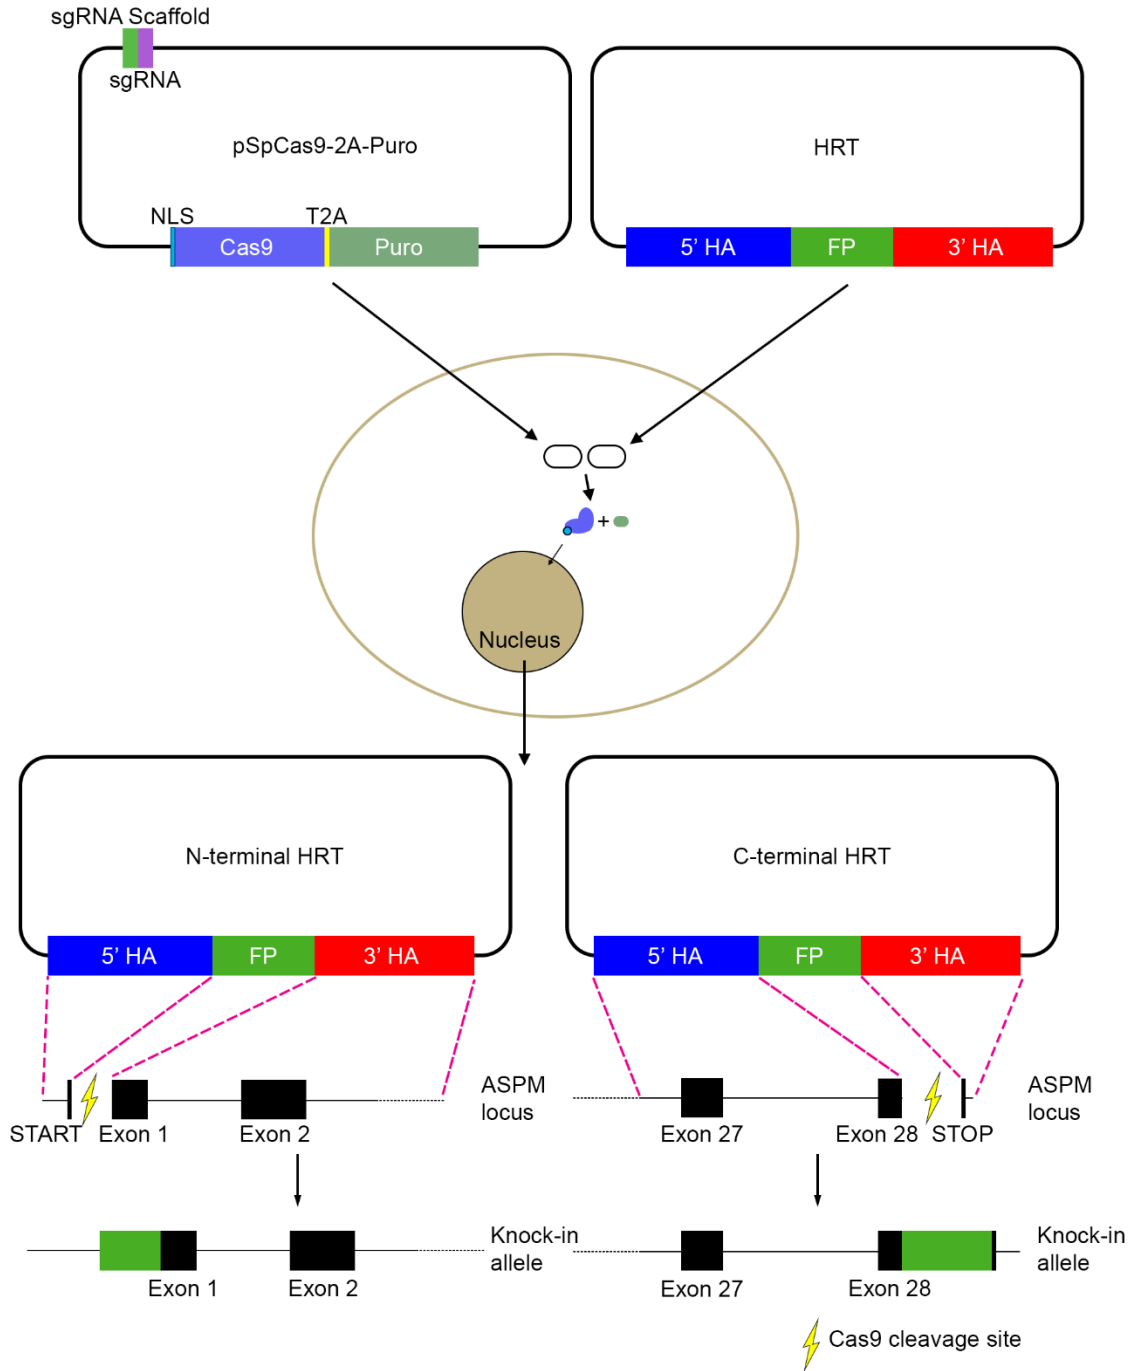 sgRNA Scaffold
sgRNA
pSpCas9-2A-Puro
HRT
NLS
T2A
Cas9
Puro
5’ HA
FP
3’ HA
+
Nucleus
N-terminal HRT
C-terminal HRT
5’ HA
FP
3’ HA
5’ HA
FP
3’ HA
START
Exon 1
Exon 2
ASPM
locus
Exon 27
Exon 28
STOP
ASPM
locus
Exon 1
Exon 2
Knock-in
allele
Exon 27
Exon 28
Knock-in
allele
Cas9 cleavage site